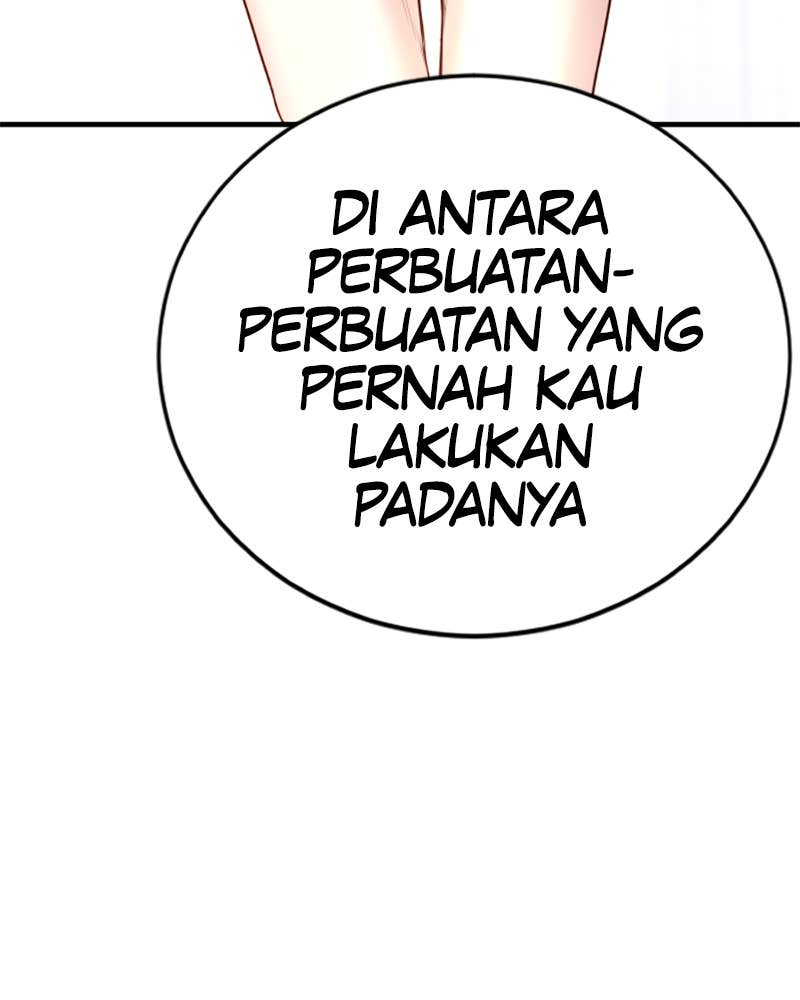 DI ANTARA
PERBUATAN-
PERBUATAN YANG
PERNAH KAU
LAKUKAN
PADANYA